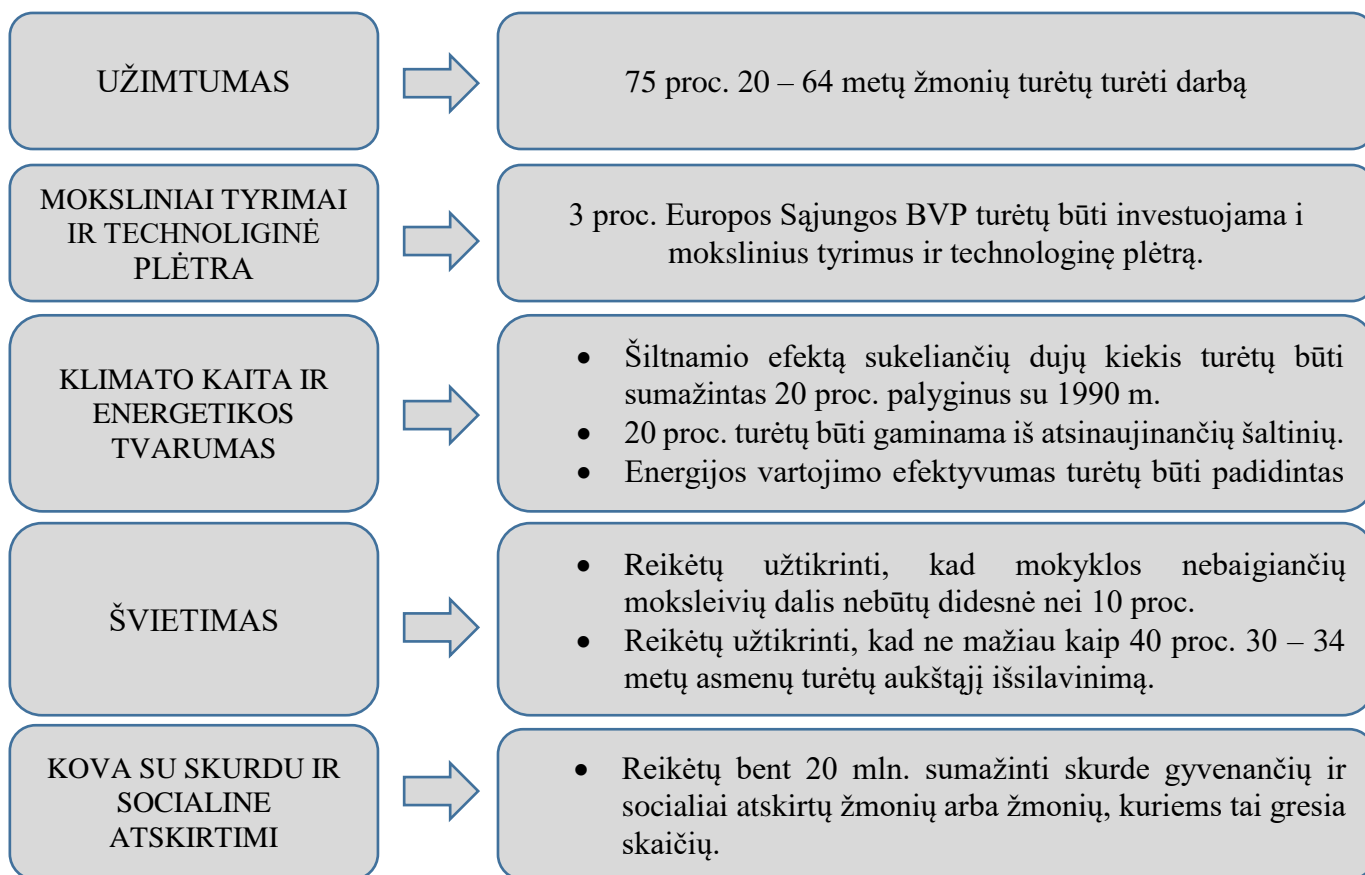 UŽIMTUMAS
75 proc. 20 – 64 metų žmonių turėtų turėti darbą
MOKSLINIAI TYRIMAI
IR TECHNOLIGINĖ
PLĖTRA
3 proc. Europos Sąjungos BVP turėtų būti investuojama i
mokslinius tyrimus ir technologinę plėtrą.
KLIMATO KAITA IR
ENERGETIKOS
TVARUMAS
• Šiltnamio efektą sukeliančių dujų kiekis turėtų būti
sumažintas 20 proc. palyginus su 1990 m.
• 20 proc. turėtų būti gaminama iš atsinaujinančių šaltinių.
• Energijos vartojimo efektyvumas turėtų būti padidintas
ŠVIETIMAS
• Reikėtų užtikrinti, kad mokyklos nebaigiančių
moksleivių dalis nebūtų didesnė nei 10 proc.
• Reikėtų užtikrinti, kad ne mažiau kaip 40 proc. 30 – 34
metų asmenų turėtų aukštąjį išsilavinimą.
KOVA SU SKURDU IR
SOCIALINE
ATSKIRTIMI
• Reikėtų bent 20 mln. sumažinti skurde gyvenančių ir
socialiai atskirtų žmonių arba žmonių, kuriems tai gresia
skaičių.